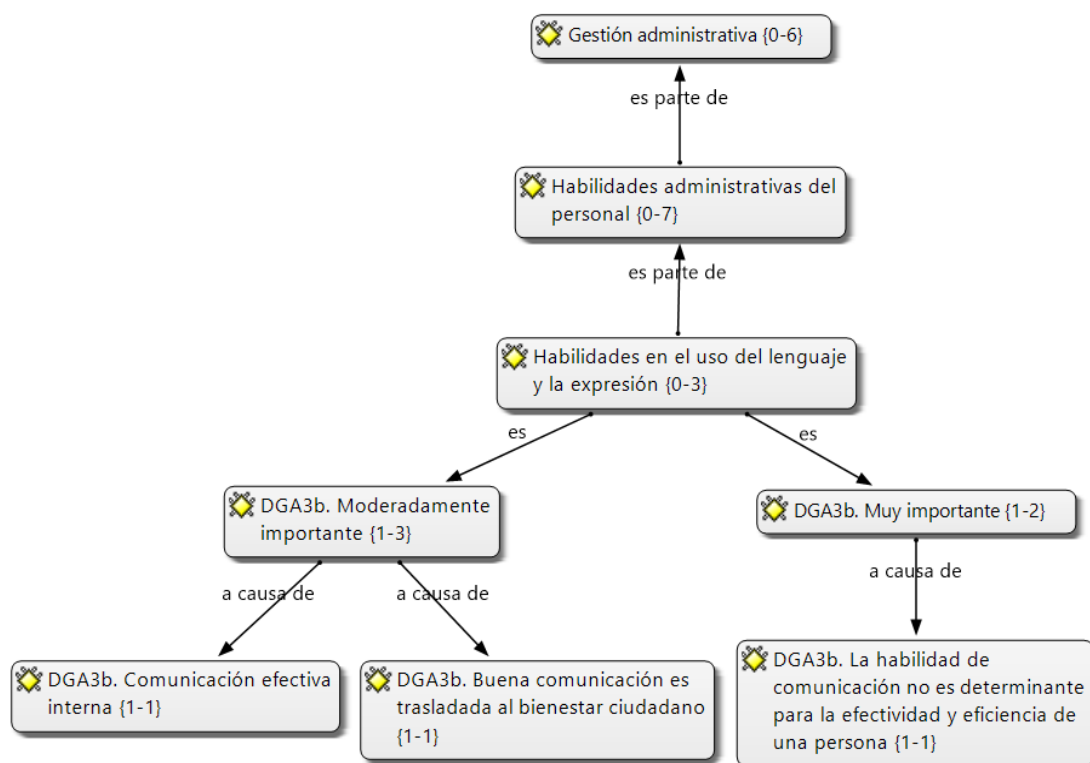 Gestión administrativa {0-6}
es parte de
Habilidades administrativas del
personal {0-7}
es parte de
Habilidades en el uso del lenguaje
y la expresión {0-3}
es
es
DGA3b. Moderadamente
importante {1-3}
DGA3b. Muy importante {1-2}
a causa de
a causa de
a causa de
DGA3b. Comunicación efectiva
interna {1-1}
DGA3b. Buena comunicación es
trasladada al bienestar ciudadano
{1-1}
DGA3b. La habilidad de
comunicación no es determinante
para la efectividad y eficiencia de
una persona {1-1}